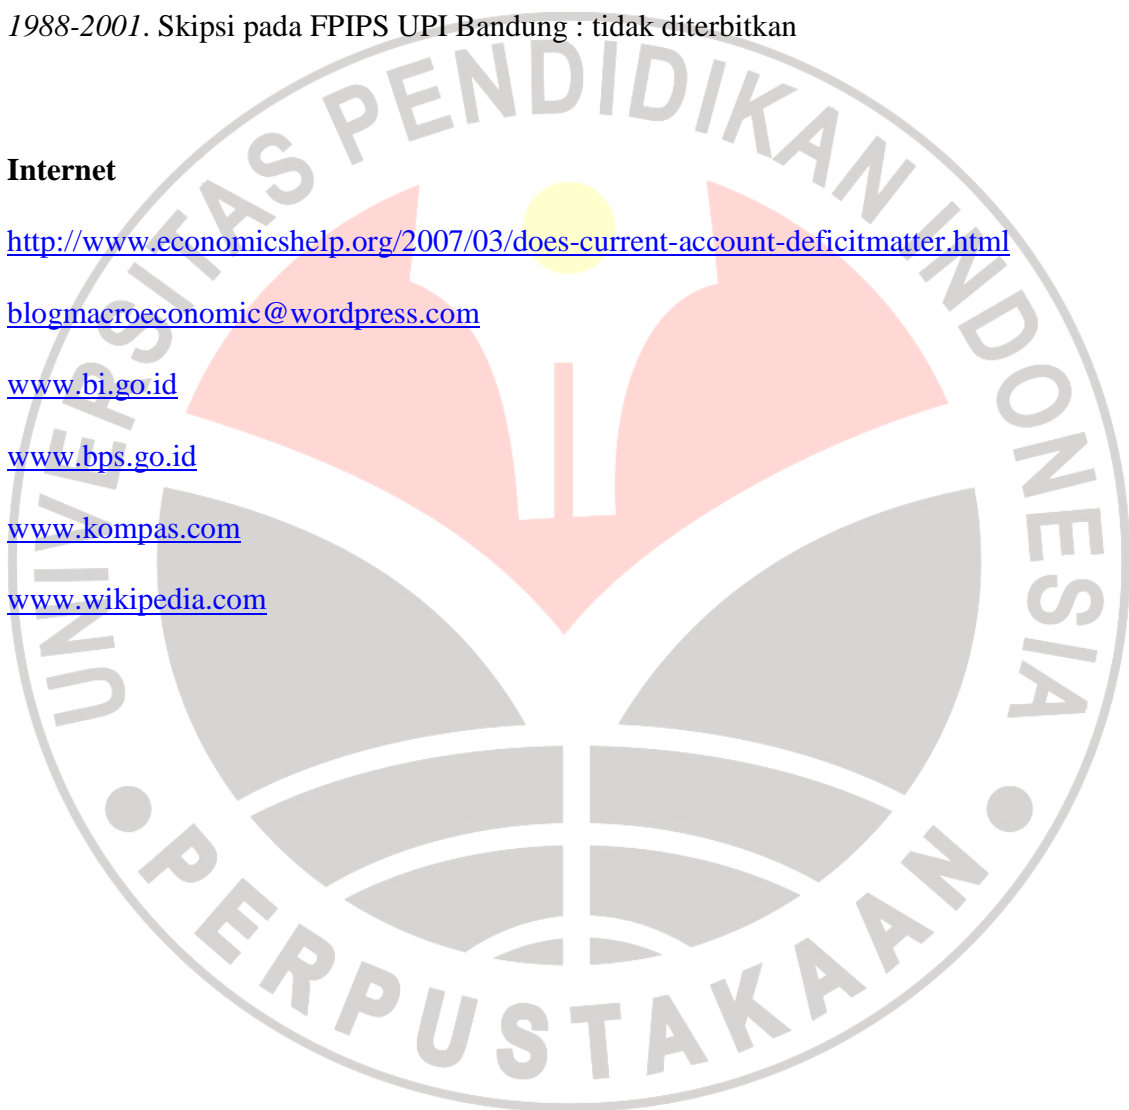 1988-2001. Skipsi pada FPIPS UPI Bandung : tidak diterbitkan
Internet
http://www.economicshelp.org/2007/03/does-current-account-deficitmatter.html
blogmacroeconomic@wordpress.com
www.bi.go.id
www.bps.go.id
www.kompas.com
www.wikipedia.com
UNIVERSITAS PENDIDIKAN INDONESIA
PERPUSTAKAAN